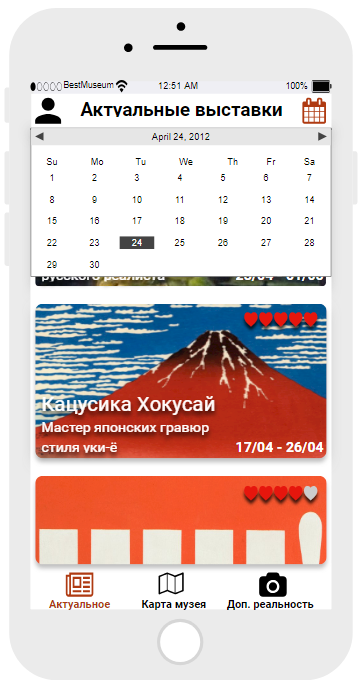 BestMuseum 12:51 AM 100%
Актуальные выставки
April 24, 2012
Su Mo Tu We Th Fr Sa
1 2 3 4 5 6 7
8 9 10 11 12 13 14
15 16 17 18 19 20 21
22 23 24 25 26 27 28
29 30
русского реалиста
Кацусика Хокусай
Мастер японских гравюр
стиля уки-ё 17/04 - 26/04
Актуальное Карта музея Доп. реальность